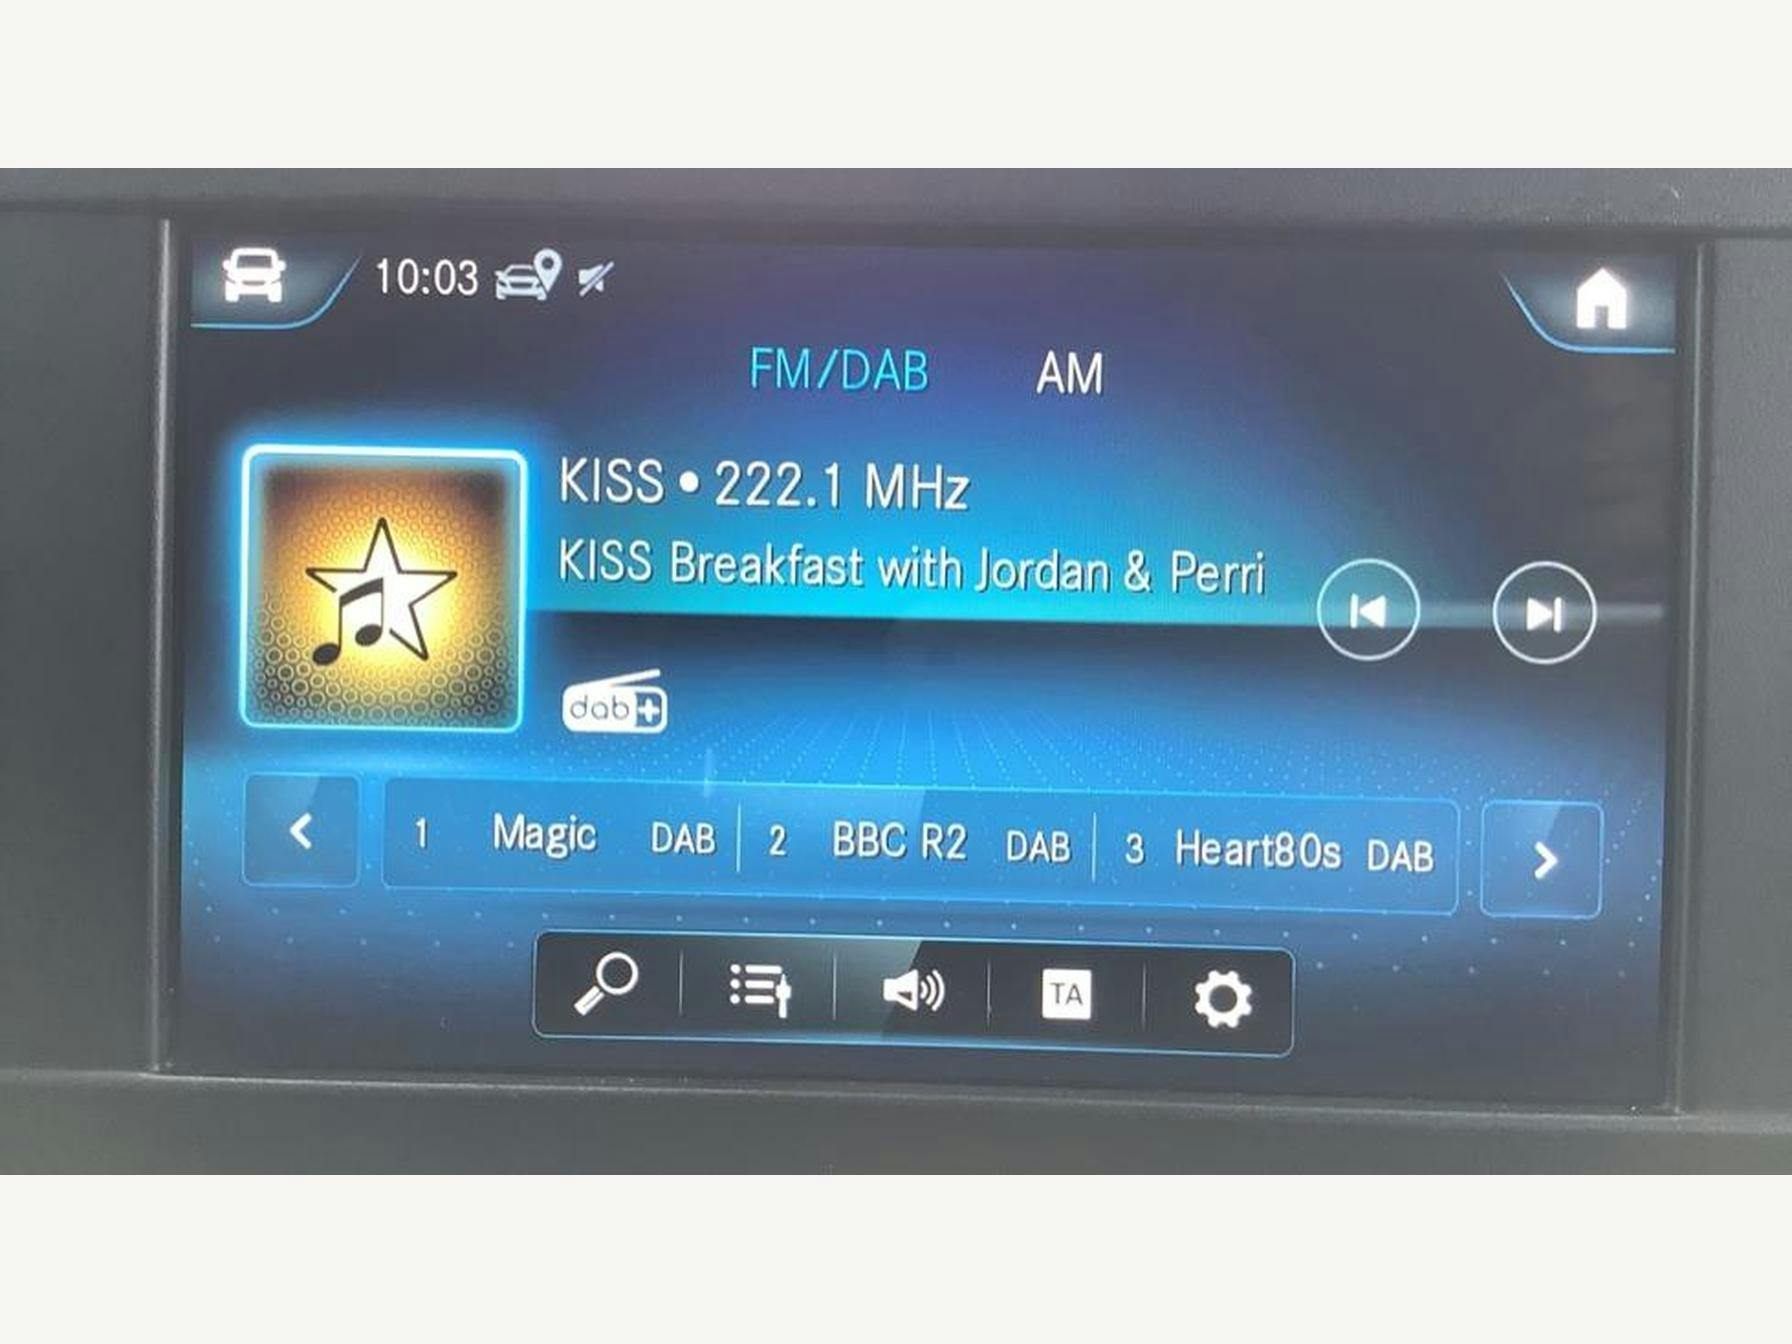 10:03
FM/DAB AM
KISS • 222.1 MHz
KISS Breakfast with Jordan & Perri
dab+
1 Magic DAB 2 BBC R2 DAB 3 Heart80s DAB
TA